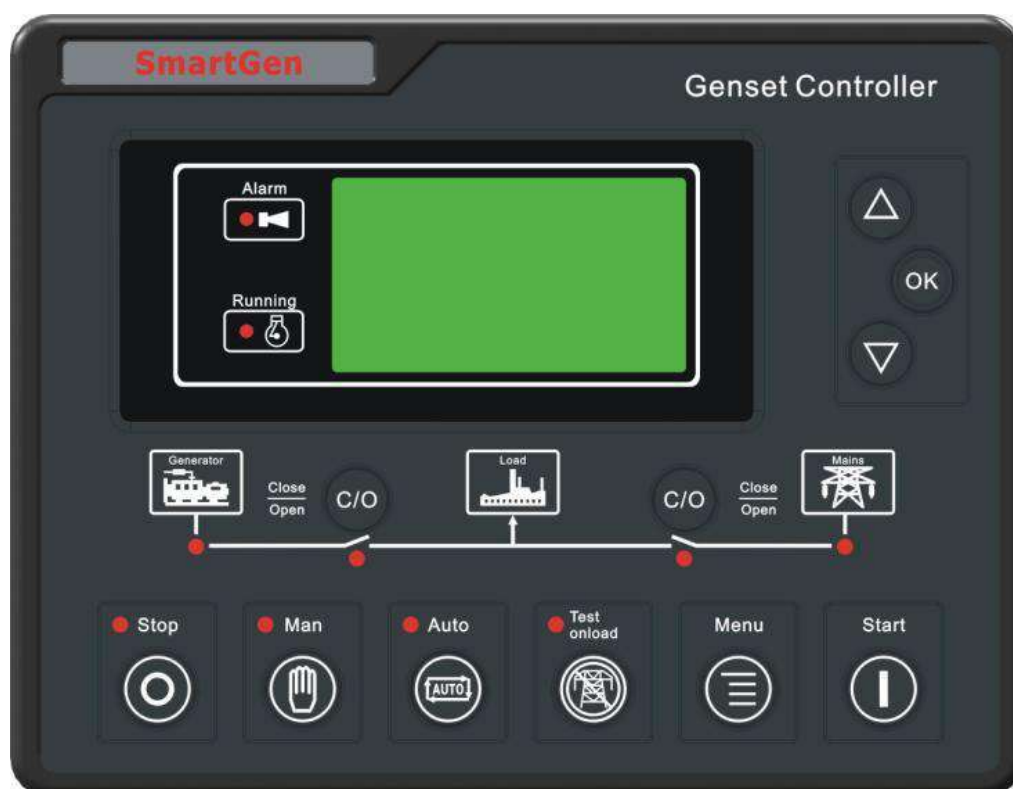 SmartGen
Genset Controller
Alarm
Running
OK
Generator
Close
Open
C/O
Load
C/O
Close
Open
Mains
Stop
Man
Auto
Test
onload
Menu
Start
AUTO